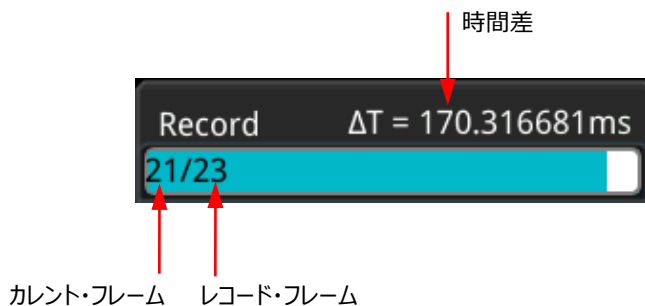 時間差
Record ΔT = 170.316681ms
21/23
カレント・フレーム レコード・フレーム